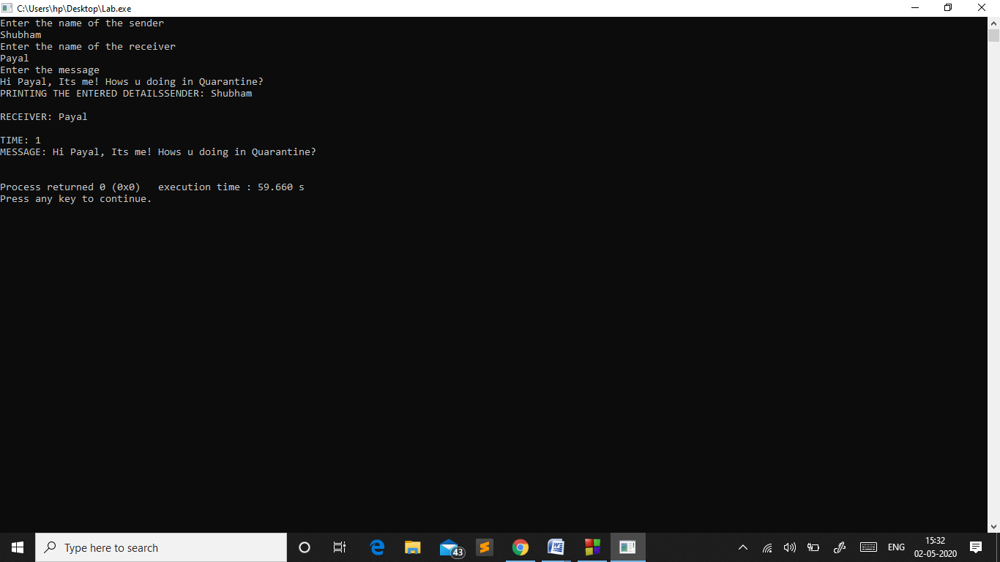 C:\Users\hp\Desktop\Lab.exe
Enter the name of the sender
Shubham
Enter the name of the receiver
Payal
Enter the message
Hi Payal, Its me! Hows u doing in Quarantine?
PRINTING THE ENTERED DETAILSSENDER: Shubham
RECEIVER: Payal
TIME: 1
MESSAGE: Hi Payal, Its me! Hows u doing in Quarantine?
Process returned 0 (0x0)   execution time : 59.660 s
Press any key to continue.
Type here to search
43
ENG
15:32
02-05-2020